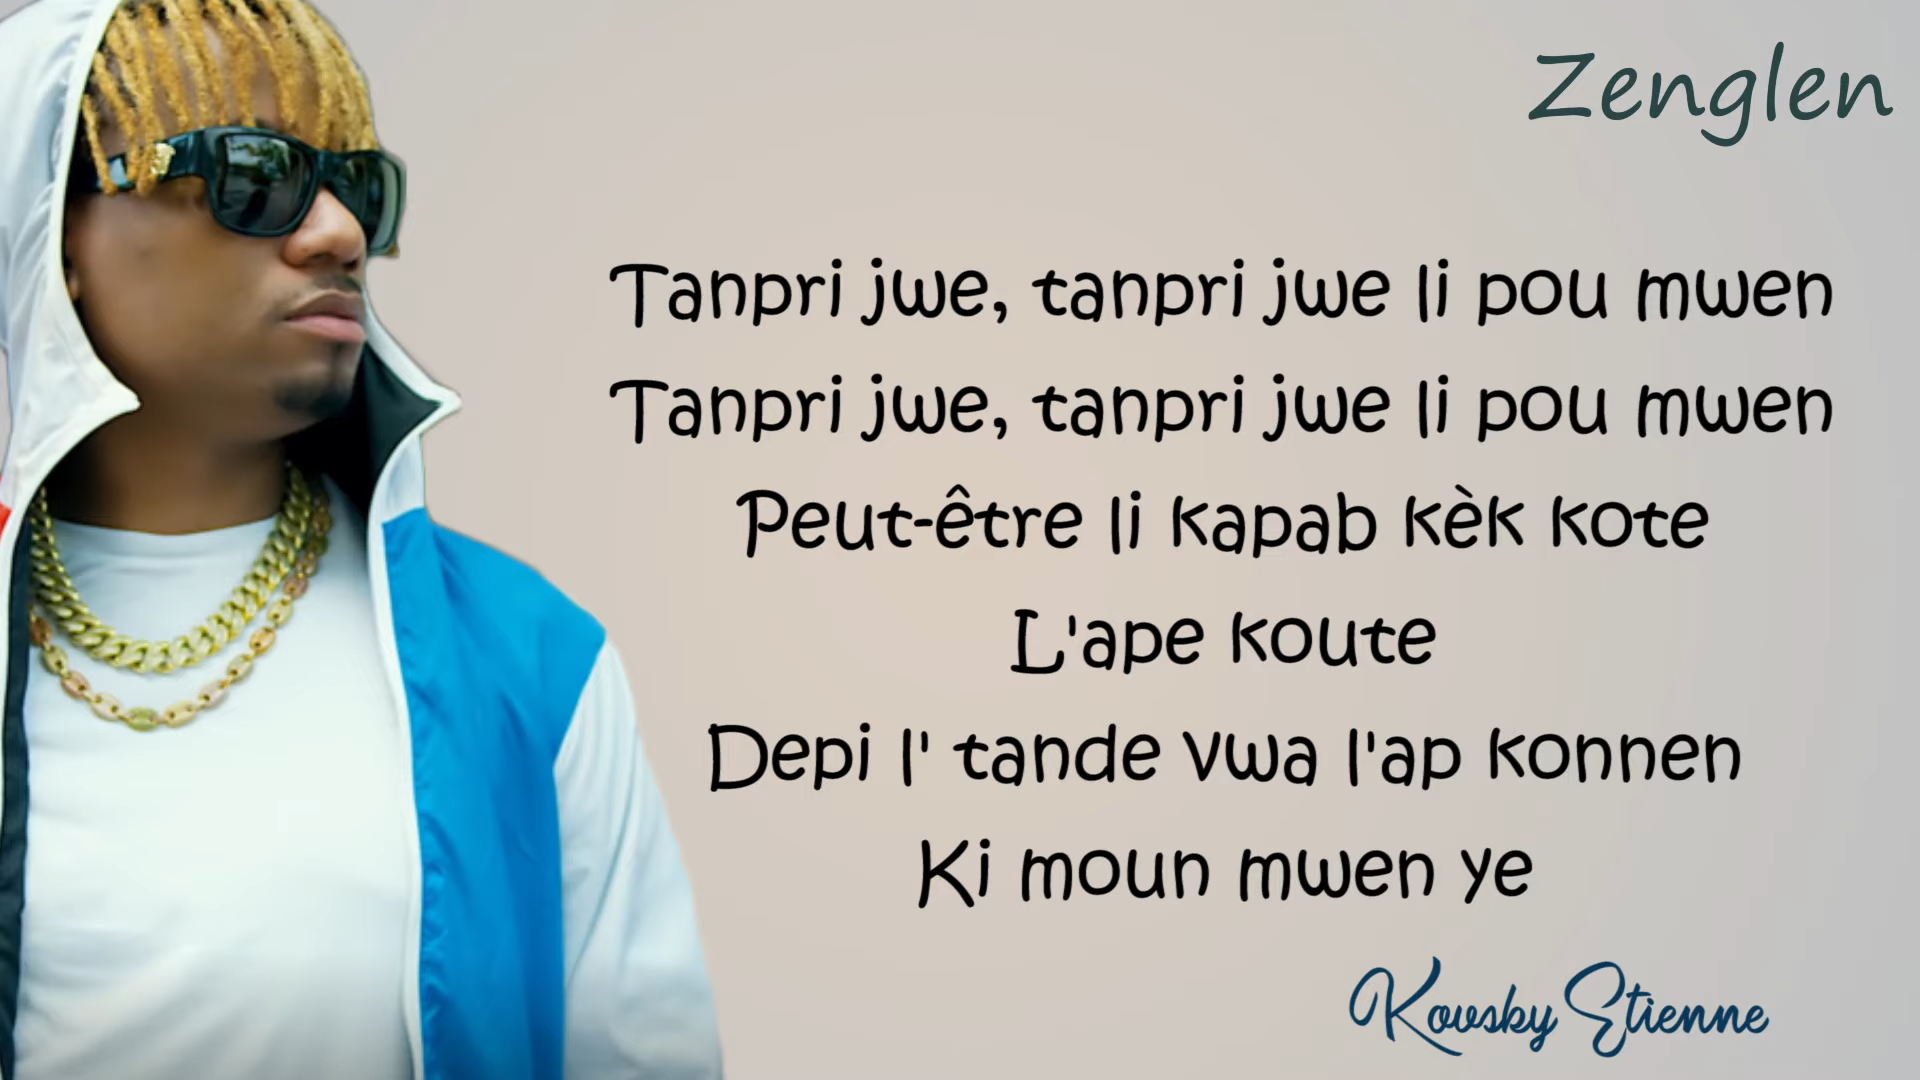 Zenglen
Tanpri jwe, tanpri jwe li pou mwen
Tanpri jwe, tanpri jwe li pou mwen
Peut-être li kapab kèk kote
L'ape koute
Depi l' tande vwa l'ap konnen
Ki moun mwen ye
Kovsby Etienne